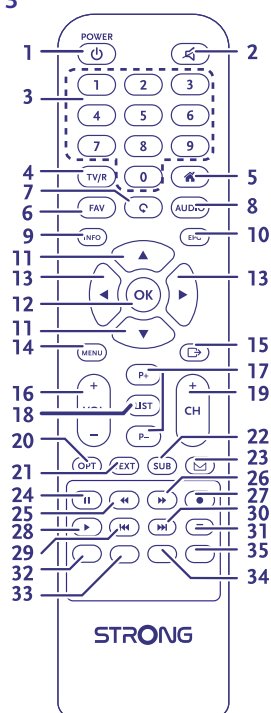 3
POWER
1
2
3
1 2 3
4 5 6
7 8 9
4 TV/R 0 5
7
6 FAV AUDIO 8
9 INFO EPG 10
11
13 13
12 OK
11
14 MENU 15
P+ 17
16 + + 19
18 LIST CH
P−
− −
20 22
OPT TEXT SUB 23
21
24 26
25 27
28 30
29 31
32 35
33 34
STRONG